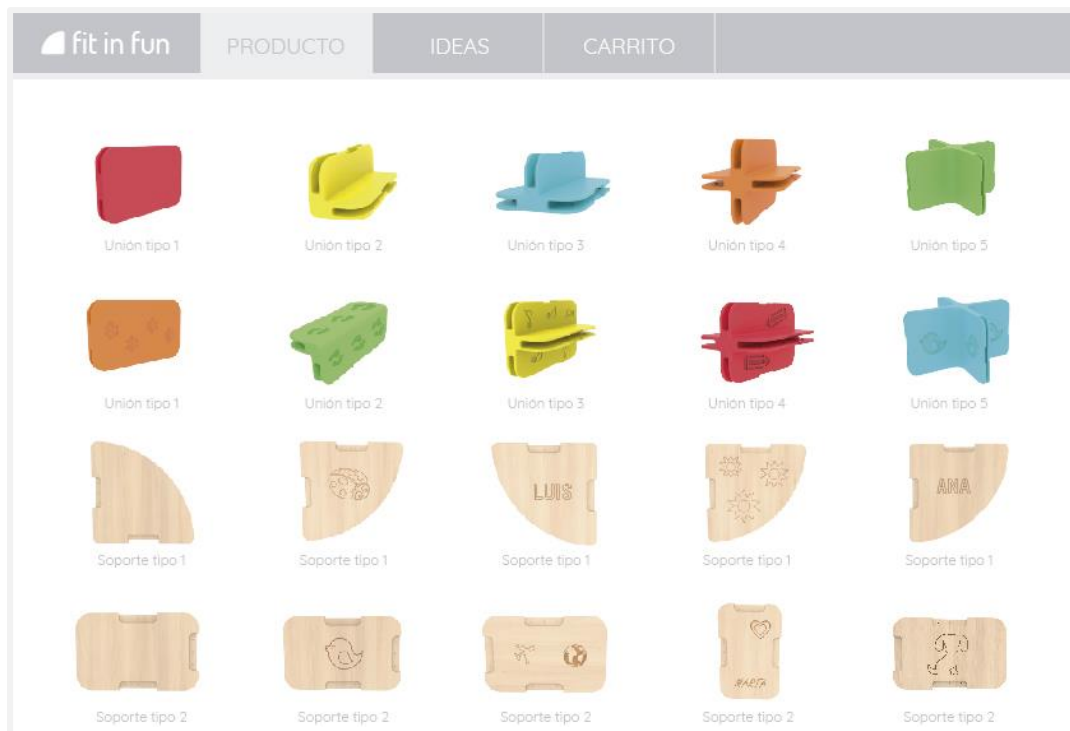 fit in fun PRODUCTO IDEAS CARRITO
Unión tipo 1 Unión tipo 2 Unión tipo 3 Unión tipo 4 Unión tipo 5
Unión tipo 1 Unión tipo 2 Unión tipo 3 Unión tipo 4 Unión tipo 5
LUIS ANA
Soporte tipo 1 Soporte tipo 1 Soporte tipo 1 Soporte tipo 1 Soporte tipo 1
MARTA
Soporte tipo 2 Soporte tipo 2 Soporte tipo 2 Soporte tipo 2 Soporte tipo 2